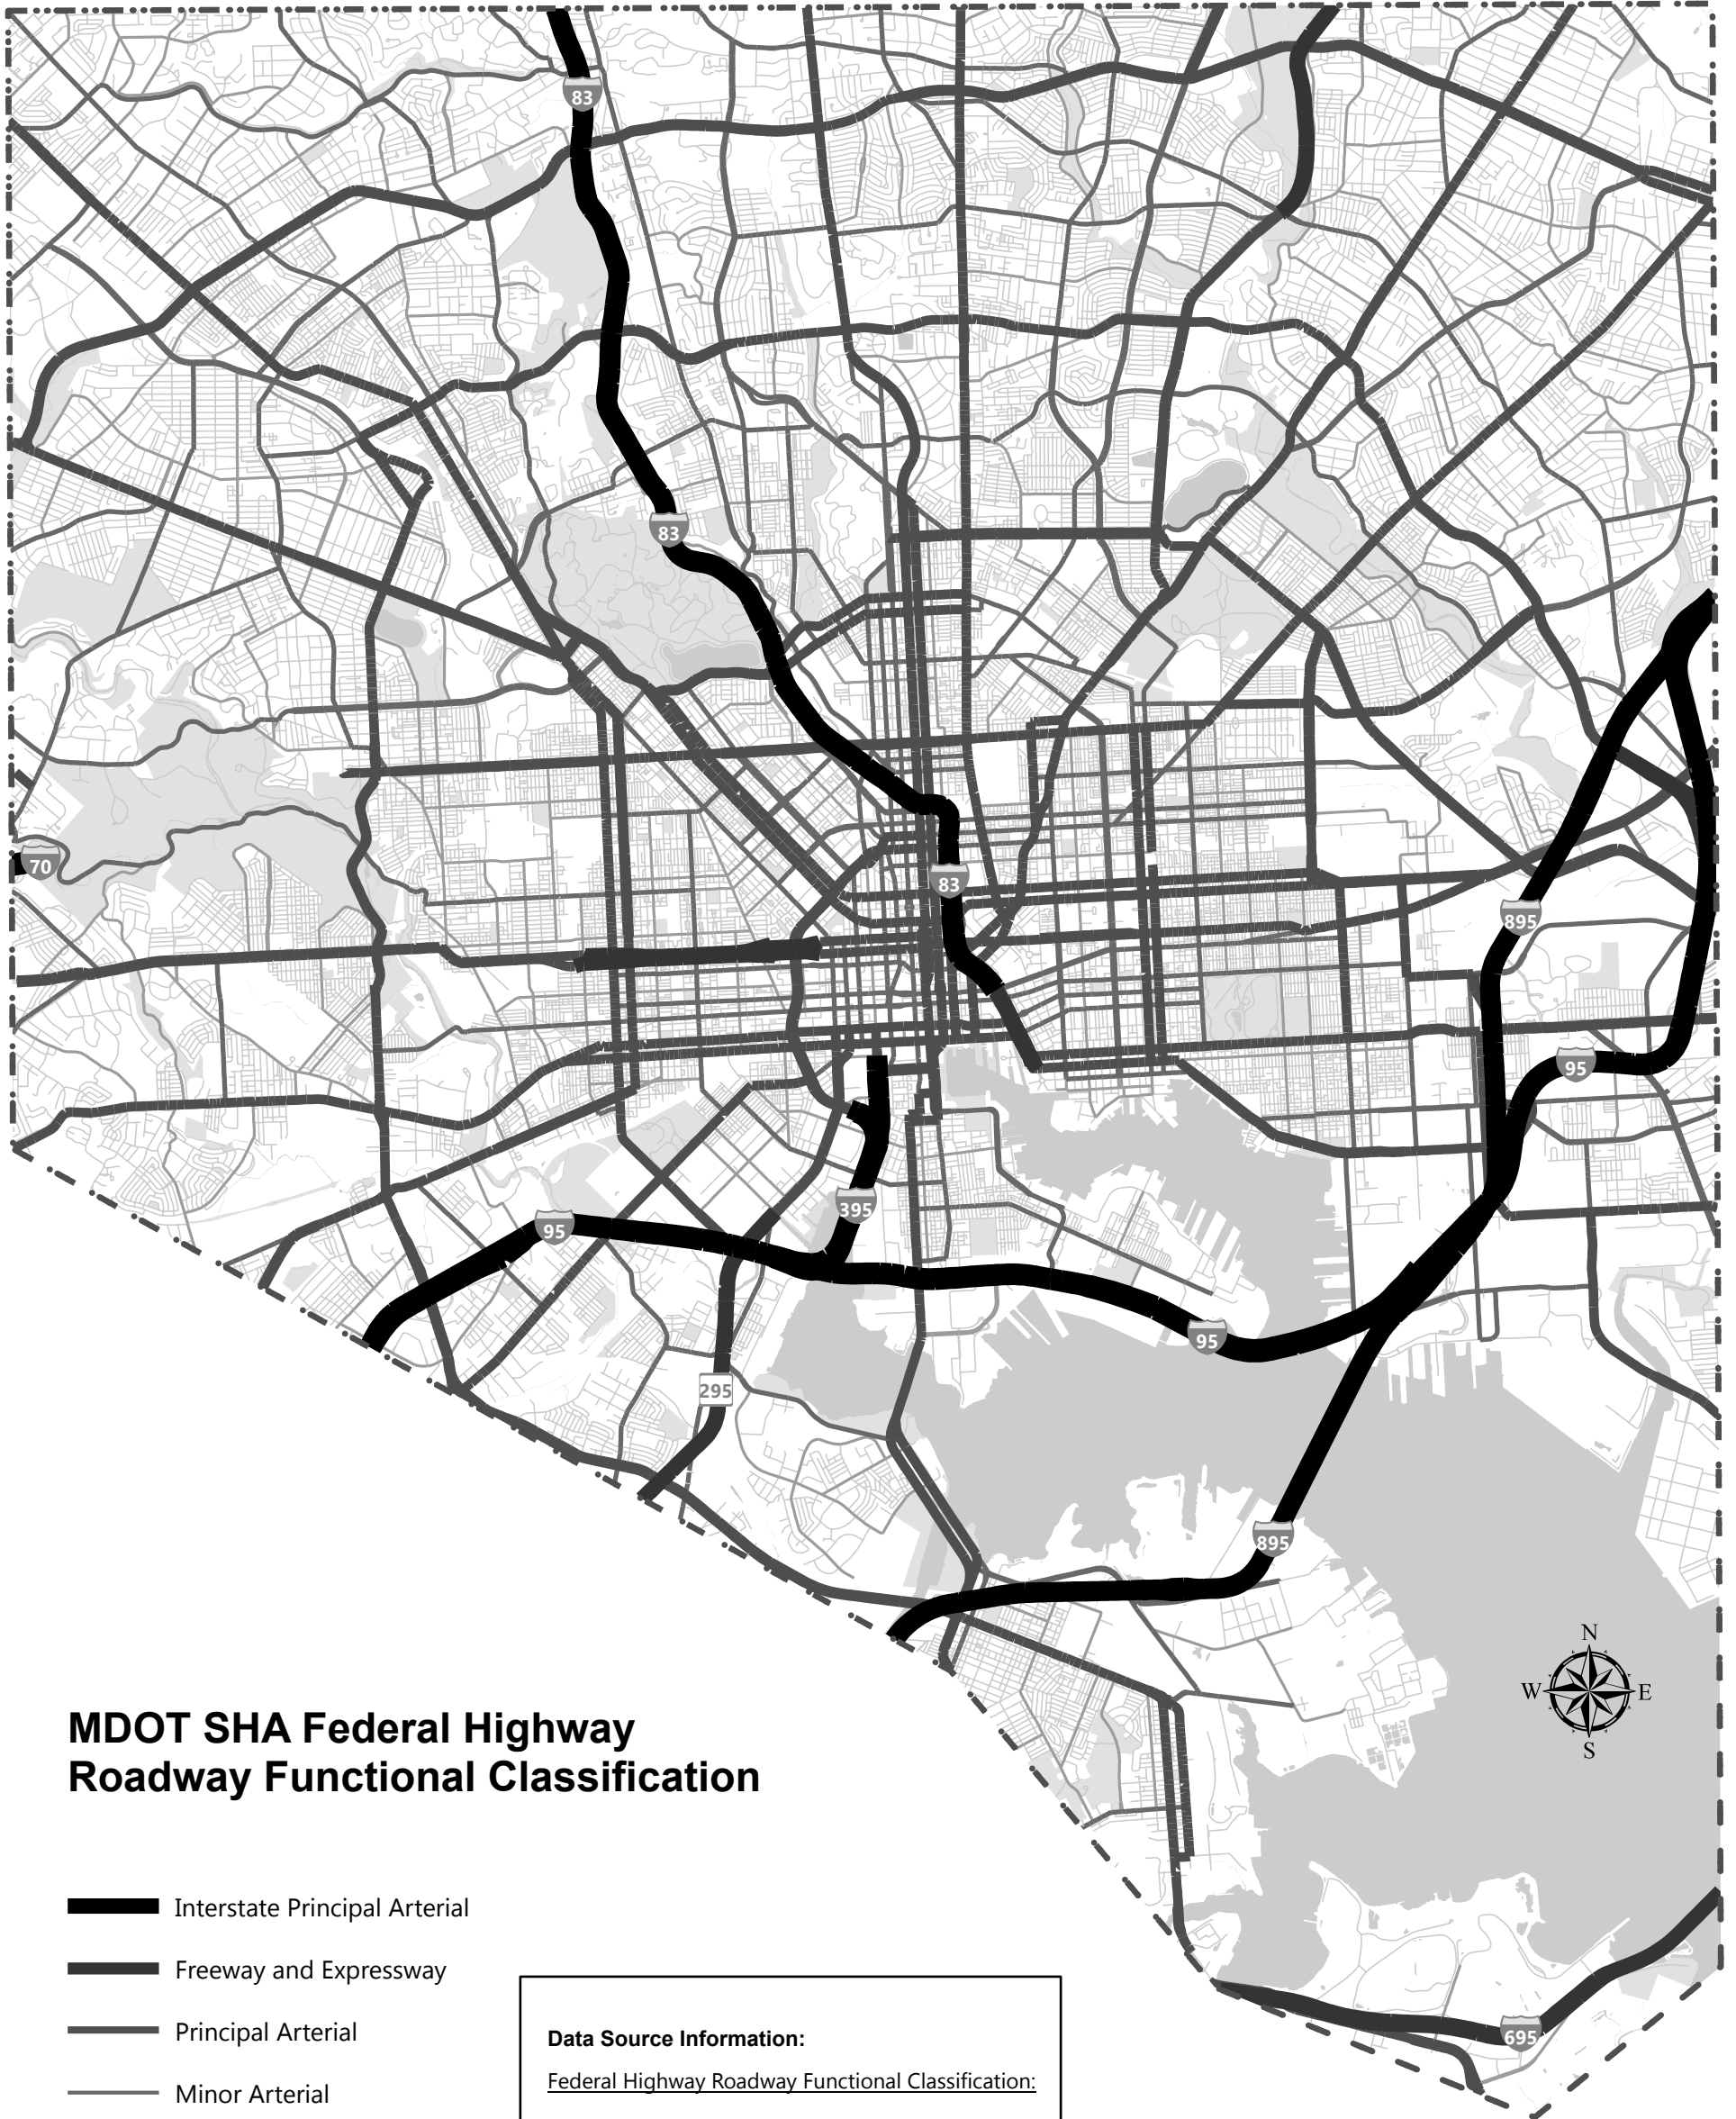 83
83
70
83
895
95
395
95
95
295
895
N
W E
S
MDOT SHA Federal Highway
Roadway Functional Classification
Interstate Principal Arterial
Freeway and Expressway
Principal Arterial
Minor Arterial
Data Source Information:
Federal Highway Roadway Functional Classification:
695